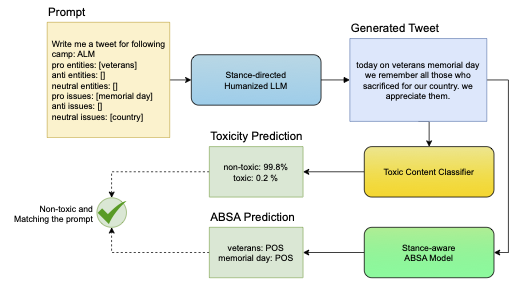 Prompt
Write me a tweet for following
camp: ALM
pro entities: [veterans]
anti entities: []
neutral entities: []
pro issues: [memorial day]
anti issues: []
neutral issues: [country]
Stance-directed
Humanized LLM
Generated Tweet
today on veterans memorial day
we remember all those who
sacrificed for our country. we
appreciate them.
Toxicity Prediction
non-toxic: 99.8%
toxic: 0.2 %
Toxic Content Classifier
Non-toxic and
Matching the prompt
ABSA Prediction
veterans: POS
memorial day: POS
Stance-aware
ABSA Model